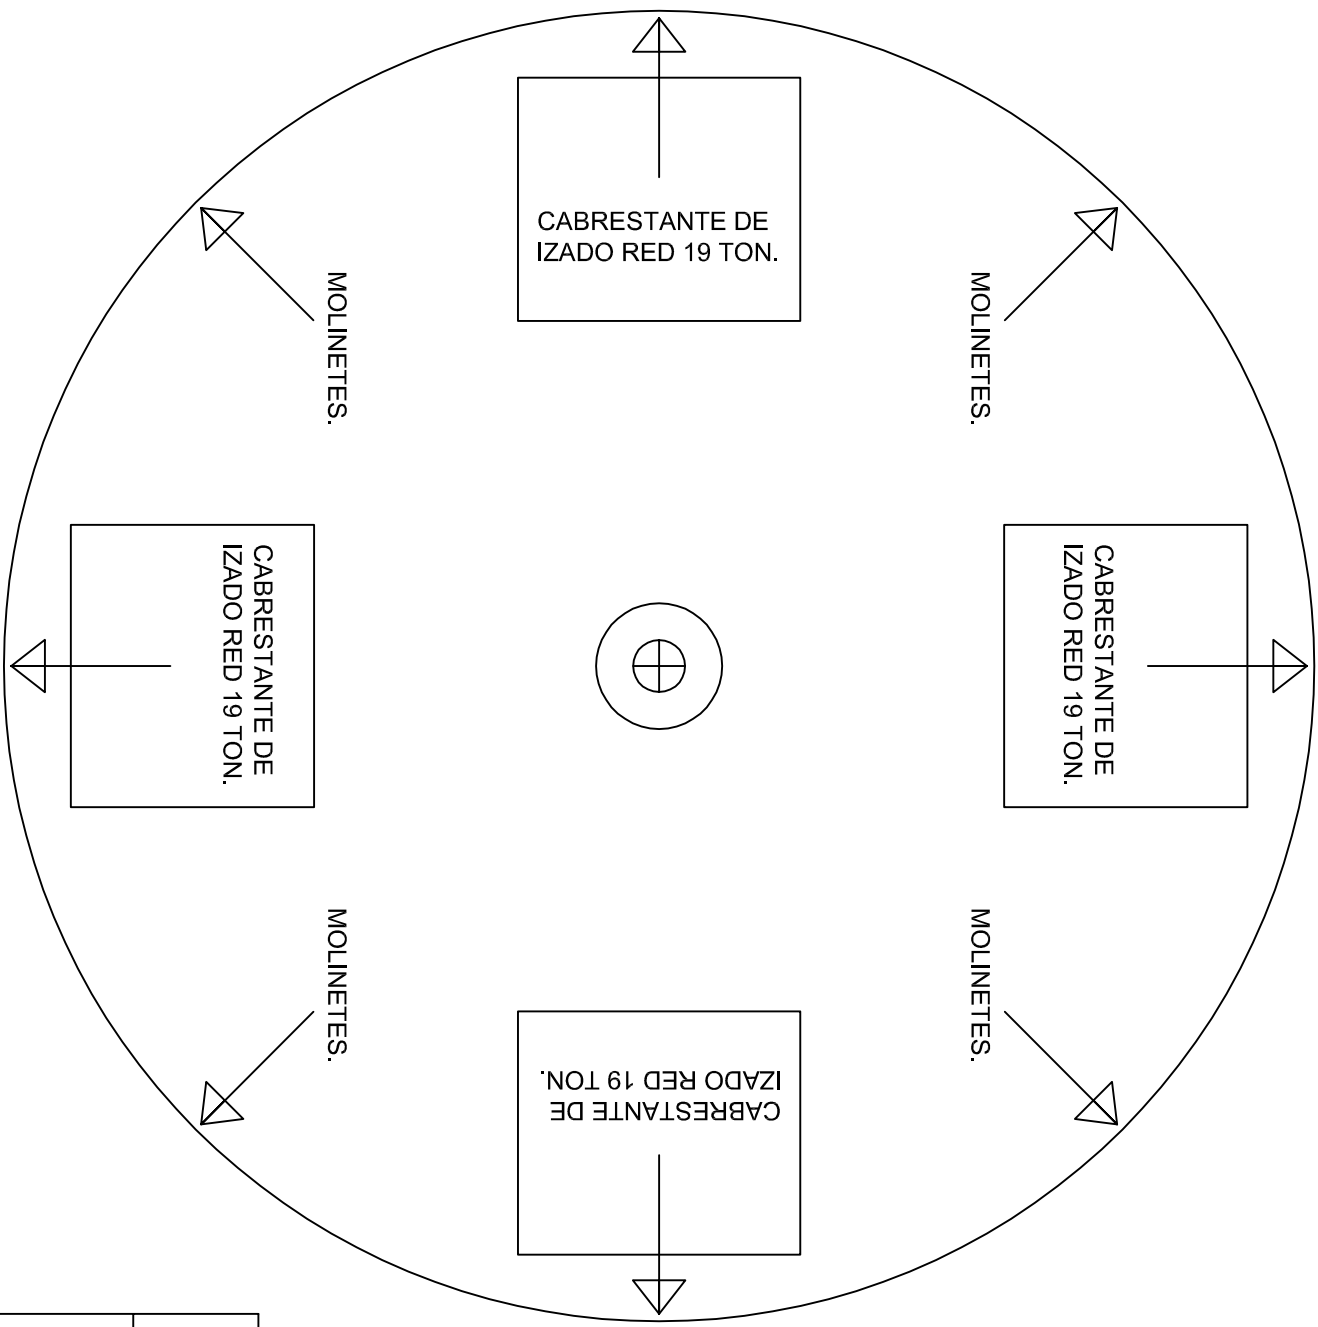 CABRESTANTE DE
IZADO RED 19 TON.
MOLINETES.
MOLINETES.
CABRESTANTE DE
IZADO RED 19 TON.
CABRESTANTE DE
IZADO RED 19 TON.
MOLINETES.
MOLINETES.
CABRESTANTE DE
IZADO RED 19 TON.